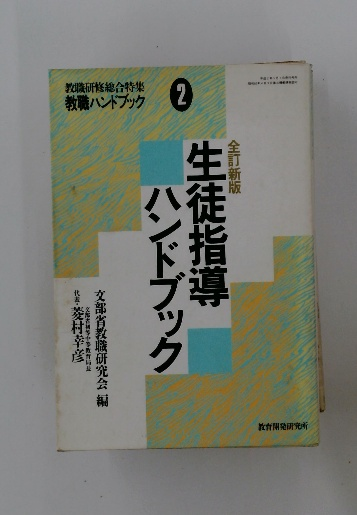 教職研修総合特集
教職ハンドブック
2
全訂新版
生徒指導
ハンドブック
文部省教職研究会 編
代表・
菱村幸彦
教育開発研究所